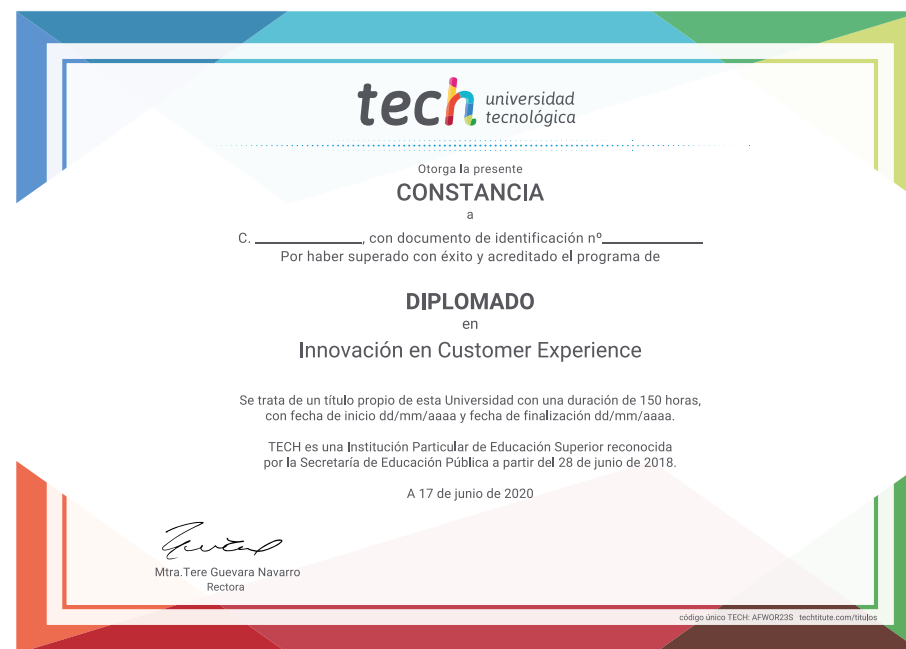 tech universidad
tecnológica
Otorga la presente
CONSTANCIA
a
C. ______________, con documento de identificación nº_____________
Por haber superado con éxito y acreditado el programa de
DIPLOMADO
en
Innovación en Customer Experience
Se trata de un título propio de esta Universidad con una duración de 150 horas,
con fecha de inicio dd/mm/aaaa y fecha de finalización dd/mm/aaaa.
TECH es una Institución Particular de Educación Superior reconocida
por la Secretaría de Educación Pública a partir del 28 de junio de 2018.
A 17 de junio de 2020
Mtra.Tere Guevara Navarro
Rectora
código único TECH: AFWOR23S techtitute.com/titulos